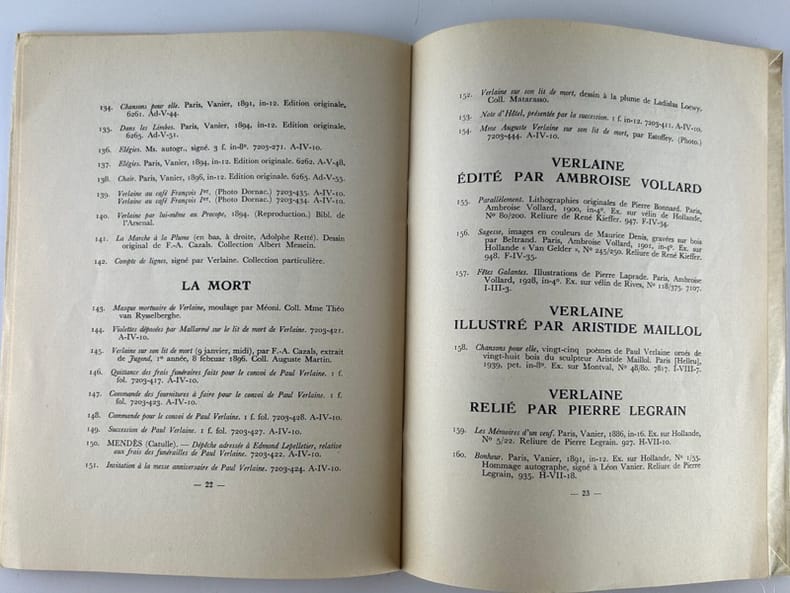 134. Chansons pour elle. Paris, Vanier, 1891, in-12. Edition originale.
6261. Ad-V-44.
135. Dans les Limbes. Paris, Vanier, 1894, in-12. Edition originale.
6265. Ad-V-51.
136. Elégies. Ms. autogr., signé. 3 f. in-8º. 7203-271. A-IV-10.
137. Elégies. Paris, Vanier, 1894, in-12. Edition originale. 6262. A-V-48.
138. Chair. Paris, Vanier, 1896, in-12. Edition originale. 6265. Ad-V-55.
139. Verlaine au café François Ier. (Photo Dornac.) 7203-435. A-IV-10.
Verlaine au café François Ier. (Photo Dornac.) 7203-434. A-IV-10.
140. Verlaine par lui-même au Procope, 1894. (Reproduction.) Bibl. de
l'Arsenal.
141. La Marche à la Plume (en bas, à droite, Adolphe Retté). Dessin
original de F.-A. Cazals. Collection Albert Messein.
142. Compte de lignes, signé par Verlaine. Collection particulière.
LA MORT
143. Masque mortuaire de Verlaine, moulage par Méoni. Coll. Mme Théo
van Rysselberghe.
144. Violettes déposées par Mallarmé sur le lit de mort de Verlaine. 7203-421.
A-IV-10.
145. Verlaine sur son lit de mort (9 janvier, midi), par F.-A. Cazals, extrait
de Jugend, 1e année, 8 februar 1896. Coll. Auguste Martin.
146. Quittance des frais funéraires faits pour le convoi de Paul Verlaine. 1 f.
fol. 7203-417. A-IV-10.
147. Commande des fournitures à faire pour le convoi de Paul Verlaine. 1 f.
fol. 7203-423. A-IV-10.
148. Commande pour le convoi de Paul Verlaine. 1 f. fol. 7203-428. A-IV-10.
149. Succession de Paul Verlaine. 1 f. fol. 7203-427. A-IV-10.
150. MENDÈS (Catulle). — Dépêche adressée à Edmond Lepelletier, relative
aux frais des funérailles de Paul Verlaine. 7203-422. A-IV-10.
151. Invitation à la messe anniversaire de Paul Verlaine. 7203-424. A-IV-10.
— 22 —
152. Verlaine sur son lit de mort, dessin à la plume de Ladislas Loewy.
Coll. Matarasso.
153. Note d'Hôtel, présentée par la succession. 1 f. in-12. 7203-411. A-IV-10.
154. Mme Auguste Verlaine sur son lit de mort, par Estoffey. (Photo.)
7203-444. A-IV-10.
VERLAINE
ÉDITÉ PAR AMBROISE VOLLARD
155. Parallèlement. Lithographies originales de Pierre Bonnard. Paris,
Ambroise Vollard, 1900, in-4º. Ex. sur vélin de Hollande,
Nº 80/200. Reliure de René Kieffer. 947. F-IV-34.
156. Sagesse, images en couleurs de Maurice Denis, gravées sur bois
par Beltrand. Paris, Ambroise Vollard, 1901, in-4º. Ex. sur
Hollande « Van Gelder », Nº 245/250. Reliure de René Kieffer.
948. F-IV-35.
157. Fêtes Galantes. Illustrations de Pierre Laprade. Paris, Ambroise
Vollard, 1928, in-4º. Ex. sur vélin de Rives, Nº 118/375. 7107.
I-III-3.
VERLAINE
ILLUSTRÉ PAR ARISTIDE MAILLOL
158. Chansons pour elle, vingt-cinq poèmes de Paul Verlaine ornés de
vingt-huit bois du sculpteur Aristide Maillol. Paris [Helleu],
1939, pet. in-8º. Ex. sur Montval, Nº 48/80. 7817. I-VIII-7.
VERLAINE
RELIÉ PAR PIERRE LEGRAIN
159. Les Mémoires d'un veuf. Paris, Vanier, 1886, in-16. Ex. sur Hollande,
Nº 5/22. Reliure de Pierre Legrain. 927. H-VII-10.
160. Bonheur. Paris, Vanier, 1891, in-12. Ex. sur Hollande, Nº 1/55.
Hommage autographe, signé à Léon Vanier. Reliure de Pierre
Legrain, 935. H-VII-18.
— 23 —